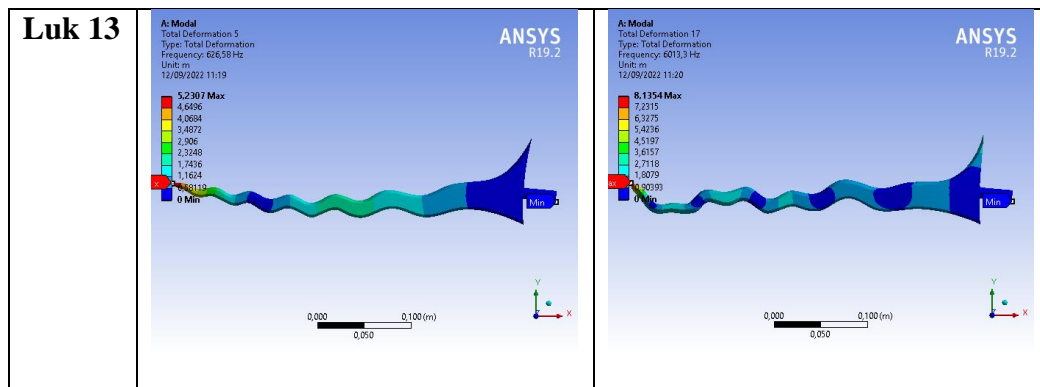 Luk 13
A: Modal
Total Deformation 5
Type: Total Deformation
Frequency: 626,58 Hz
Unit: m
12/09/2022 11:19
ANSYS
R19.2
5,2307 Max
4,6496
4,0684
3,4872
2,906
2,3248
1,7436
1,1624
0,58119
0 Min
Min
0,000
0,100 (m)
0,050
Y
X
A: Modal
Total Deformation 17
Type: Total Deformation
Frequency: 6013,3 Hz
Unit: m
12/09/2022 11:20
ANSYS
R19.2
8,1354 Max
7,2315
6,3275
5,4236
4,5197
3,6157
2,7118
1,8079
0,90393
0 Min
Min
0,000
0,100 (m)
0,050
Y
X